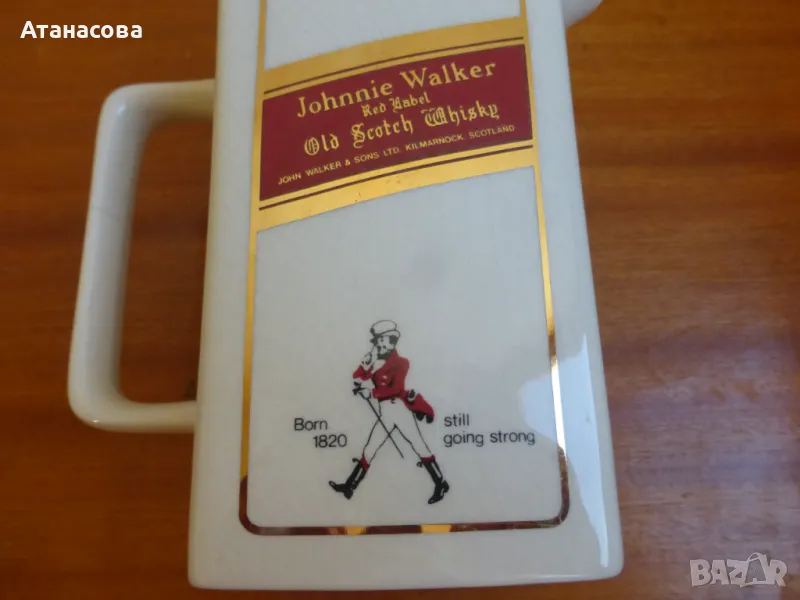 Атанасова
Johnnie Walker
Red Label
Old Scotch Whisky
JOHN WALKER & SONS LTD. KILMARNOCK. SCOTLAND
Born
1820
still
going strong
BAZAR